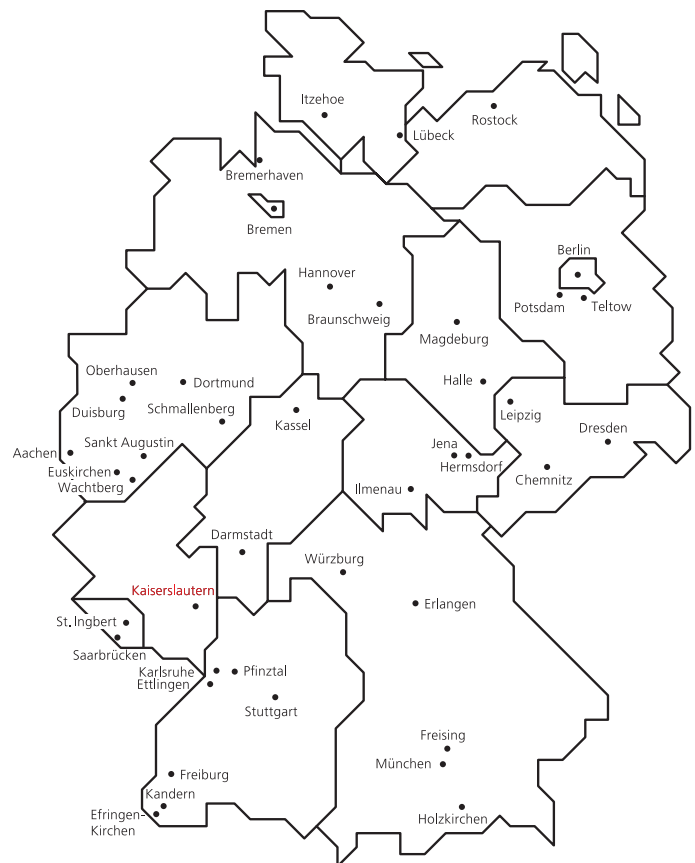 Itzehoe
Lübeck
Rostock
Bremerhaven
Bremen
Berlin
Hannover
Potsdam
Teltow
Braunschweig
Magdeburg
Oberhausen
Dortmund
Halle
Duisburg
Schmallenberg
Kassel
Leipzig
Dresden
Aachen
Sankt Augustin
Jena
Hermsdorf
Euskirchen
Wachtberg
Chemnitz
Ilmenau
Darmstadt
Würzburg
Kaiserslautern
Erlangen
St. Ingbert
Saarbrücken
Karlsruhe
Pfinztal
Ettlingen
Stuttgart
Freising
München
Freiburg
Kandern
Efringen-
Kirchen
Holzkirchen